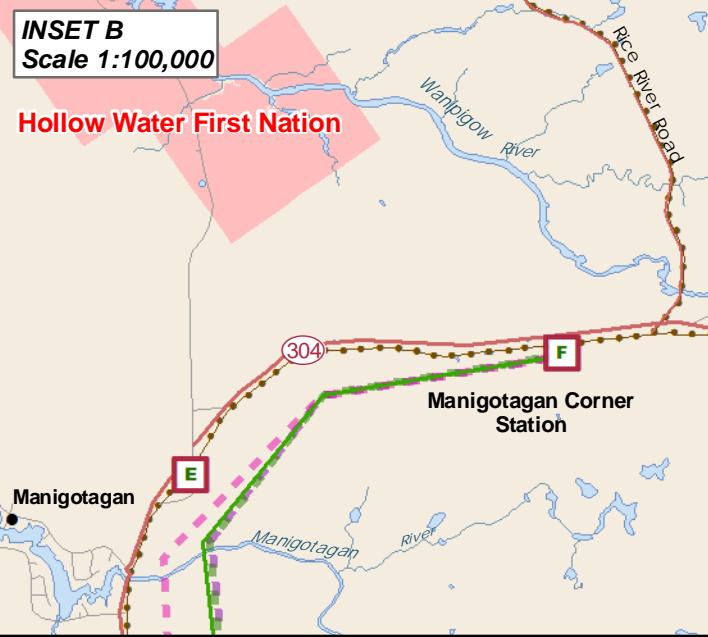 INSET B
Scale 1:100,000
Hollow Water First Nation
Wanipigow
River
Rice River Road
304
F
Manigotagan Corner
Station
E
Manigotagan
Manigotagan
River